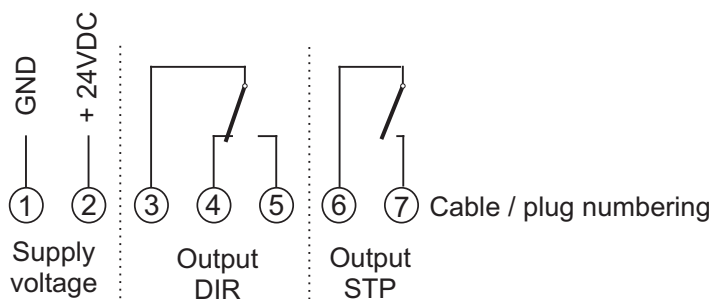 GND
+ 24VDC
1 2 3 4 5 6 7 Cable / plug numbering
Supply voltage
Output DIR
Output STP